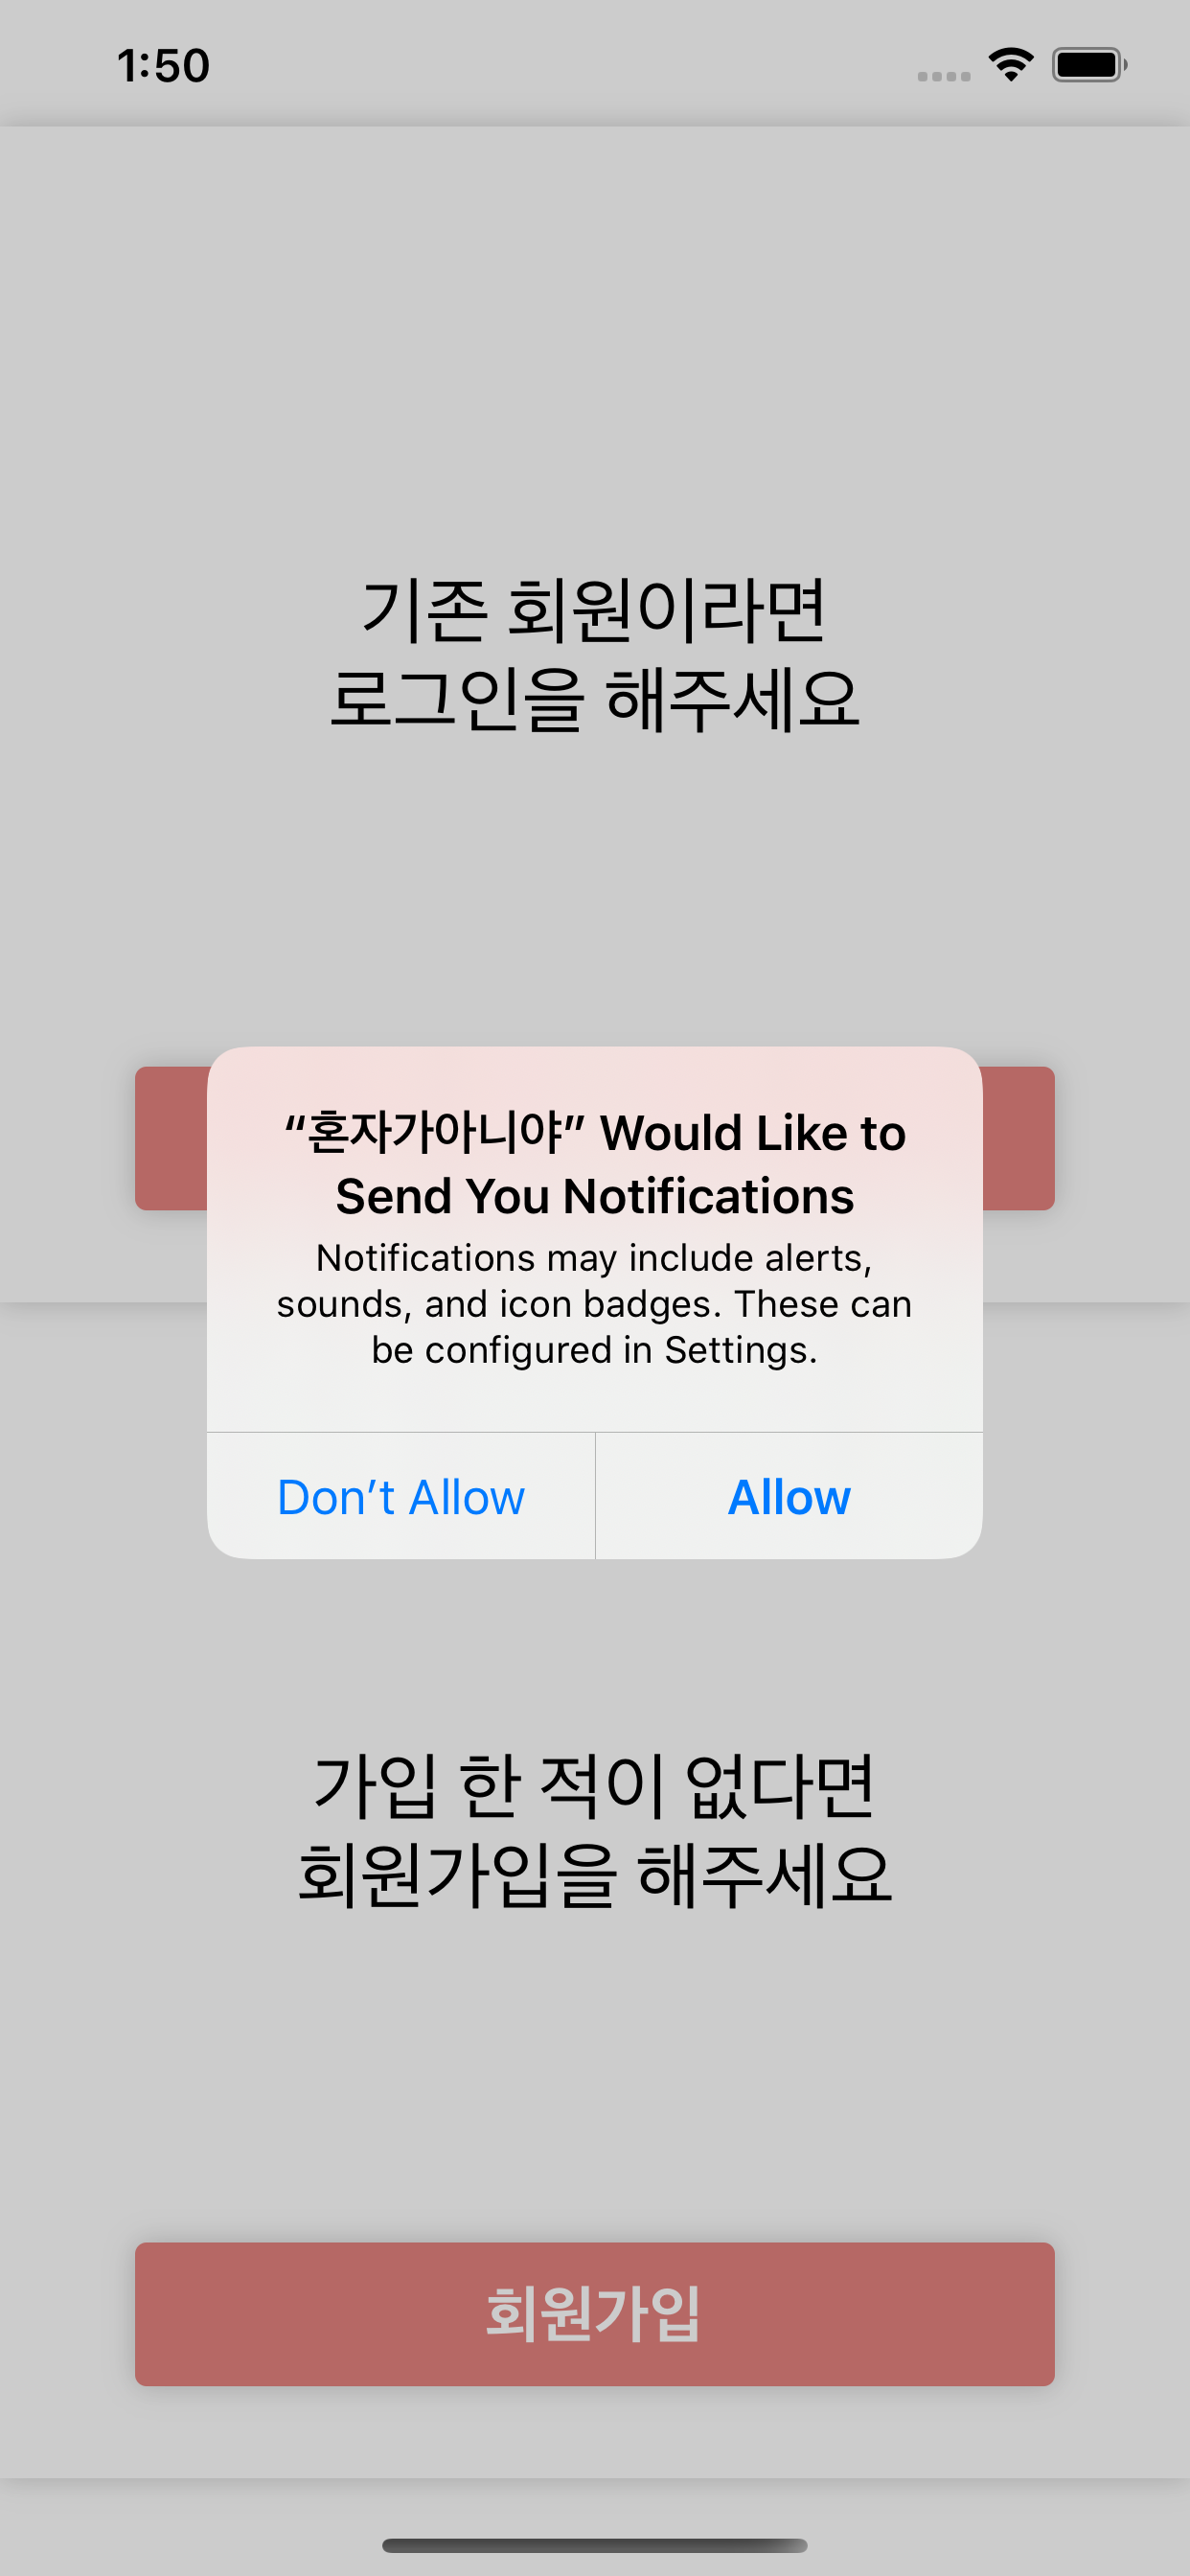 1:50
기존 회원이라면
로그인을 해주세요
“혼자가아니야” Would Like to
Send You Notifications
Notifications may include alerts,
sounds, and icon badges. These can
be configured in Settings.
Don’t Allow
Allow
가입 한 적이 없다면
회원가입을 해주세요
회원가입